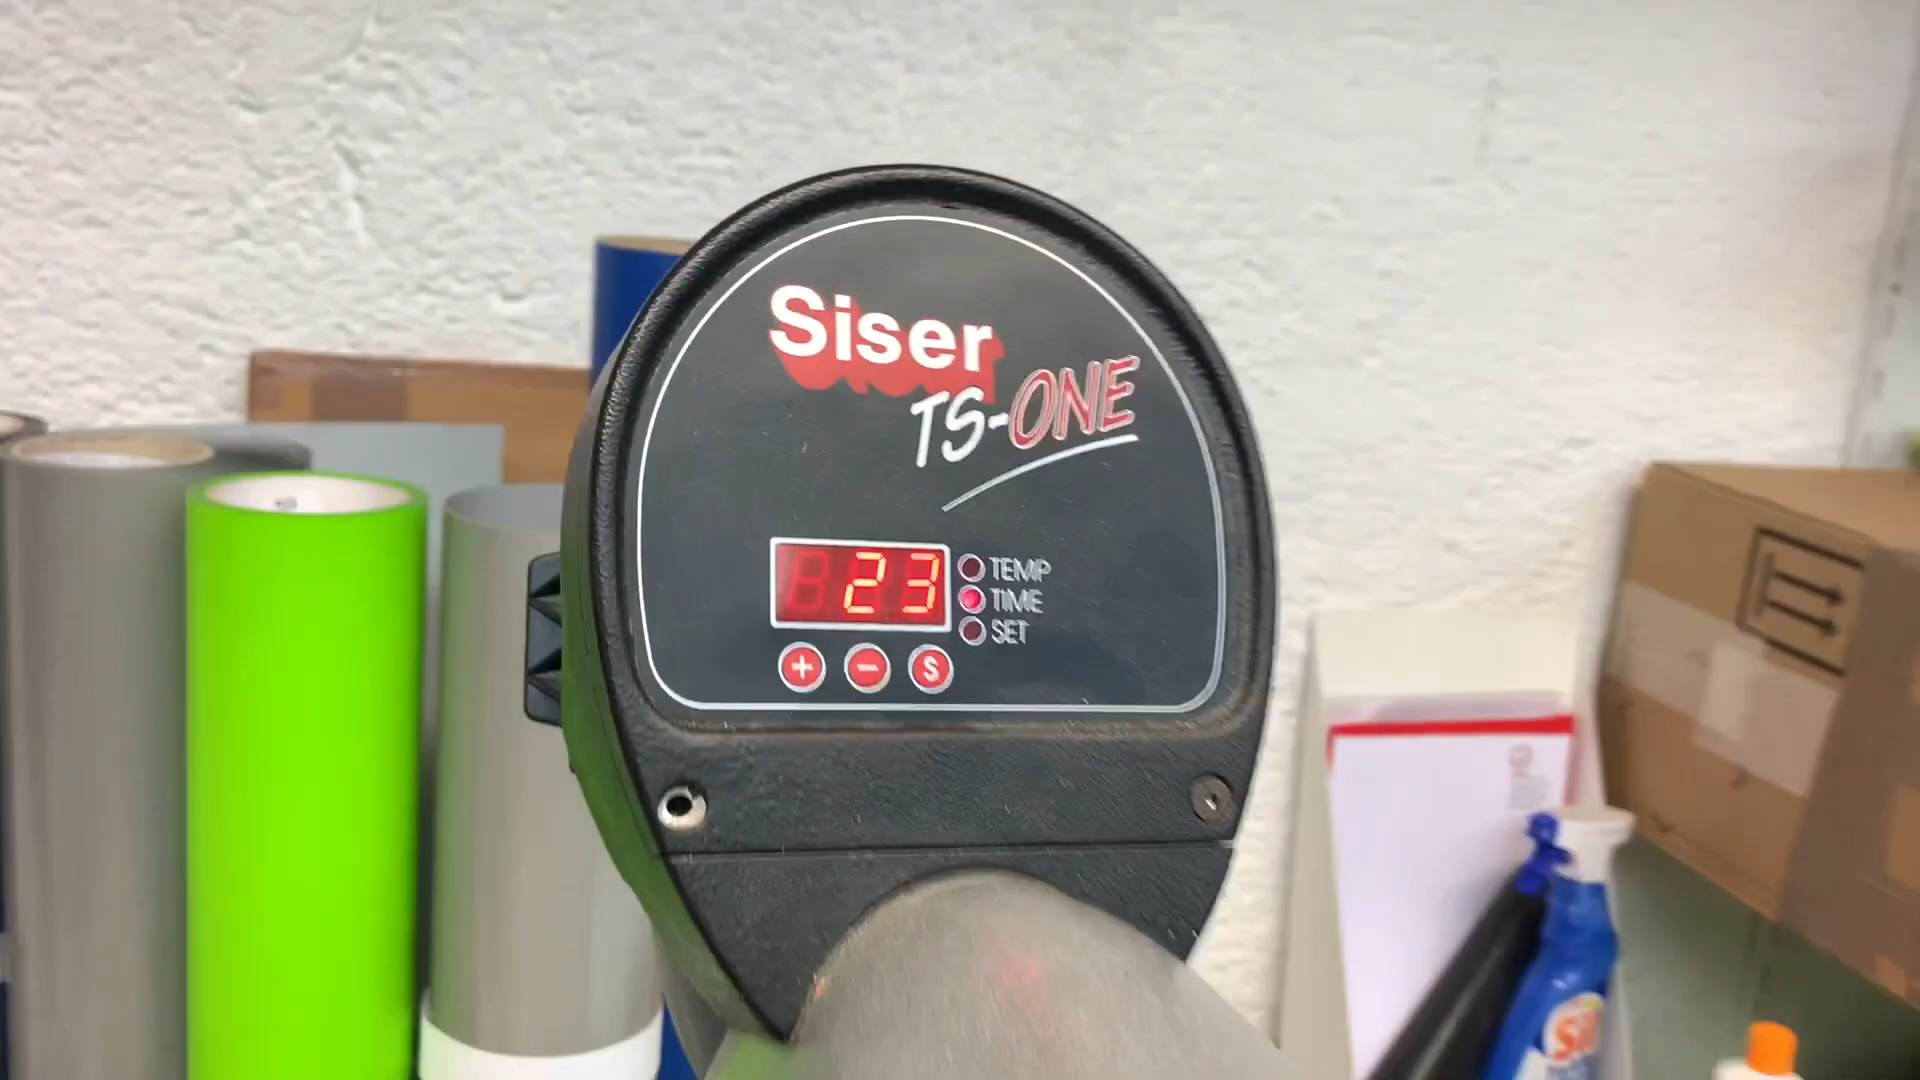 Siser
TS-ONE
23
TEMP
TIME
SET
+ - S